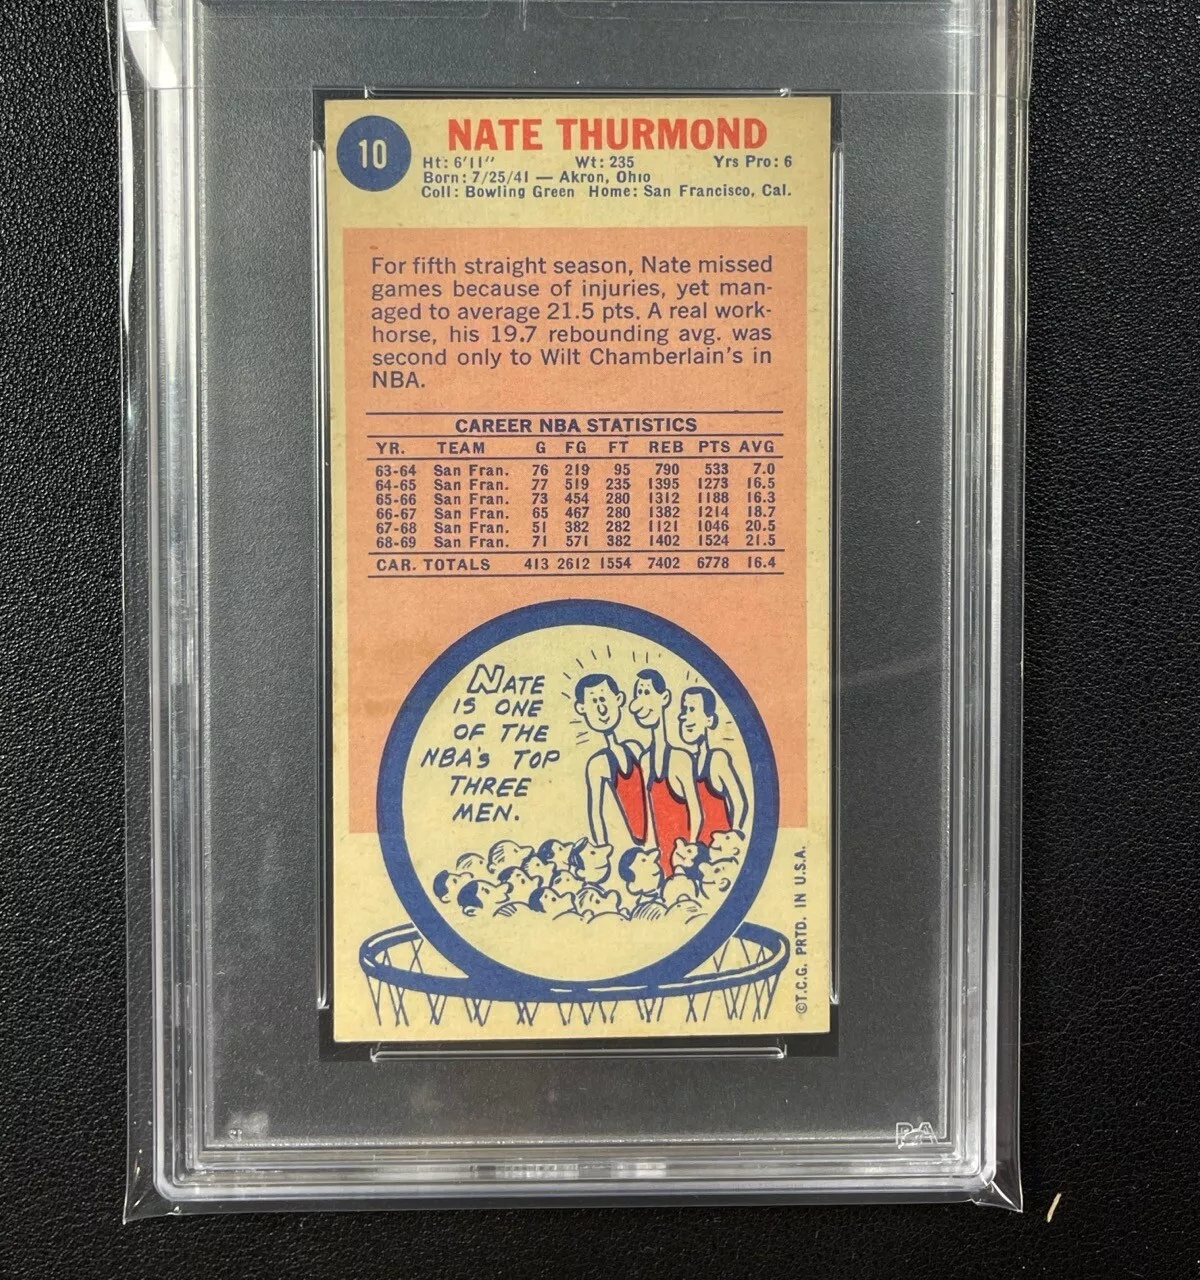 10
NATE THURMOND
Ht: 6'11" Wt: 235 Yrs Pro: 6
Born: 7/25/41 — Akron, Ohio
Coll: Bowling Green Home: San Francisco, Cal.
For fifth straight season, Nate missed
games because of injuries, yet man-
aged to average 21.5 pts. A real work-
horse, his 19.7 rebounding avg. was
second only to Wilt Chamberlain's in
NBA.
CAREER NBA STATISTICS
YR. TEAM G FG FT REB PTS AVG
63-64 San Fran. 76 219 95 790 533 7.0
64-65 San Fran. 77 519 235 1395 1273 16.5
65-66 San Fran. 73 454 280 1312 1188 16.3
66-67 San Fran. 65 467 280 1382 1214 18.7
67-68 San Fran. 51 382 282 1121 1046 20.5
68-69 San Fran. 71 571 382 1402 1524 21.5
CAR. TOTALS 413 2612 1554 7402 6778 16.4
NATE
IS ONE
OF THE
NBA'S TOP
THREE
MEN.
©T.C.G. PRTD. IN U.S.A.
PSA